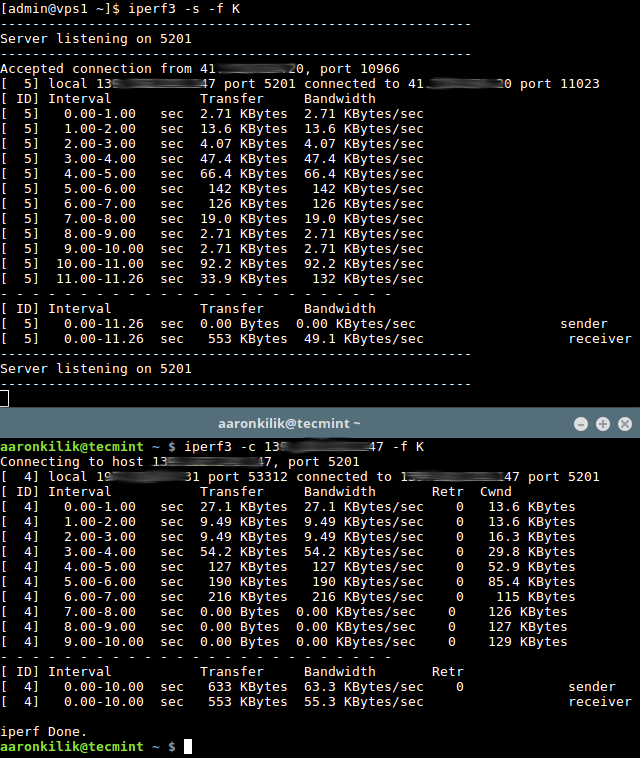 [admin@vps1 ~]$ iperf3 -s -f K
-----------------------------------------------------------
Server listening on 5201
-----------------------------------------------------------
Accepted connection from 41. 20, port 10966
[  5] local 139 47 port 5201 connected to 41. 20 port 11023
[ ID] Interval           Transfer     Bandwidth
[  5]   0.00-1.00   sec  2.71 KBytes  2.71 KBytes/sec
[  5]   1.00-2.00   sec  13.6 KBytes  13.6 KBytes/sec
[  5]   2.00-3.00   sec  4.07 KBytes  4.07 KBytes/sec
[  5]   3.00-4.00   sec  47.4 KBytes  47.4 KBytes/sec
[  5]   4.00-5.00   sec  66.4 KBytes  66.4 KBytes/sec
[  5]   5.00-6.00   sec   142 KBytes   142 KBytes/sec
[  5]   6.00-7.00   sec   126 KBytes   126 KBytes/sec
[  5]   7.00-8.00   sec  19.0 KBytes  19.0 KBytes/sec
[  5]   8.00-9.00   sec  2.71 KBytes  2.71 KBytes/sec
[  5]   9.00-10.00  sec  2.71 KBytes  2.71 KBytes/sec
[  5]  10.00-11.00  sec  92.2 KBytes  92.2 KBytes/sec
[  5]  11.00-11.26  sec  33.9 KBytes   132 KBytes/sec
- - - - - - - - - - - - - - - - - - - - - - - - -
[ ID] Interval           Transfer     Bandwidth
[  5]   0.00-11.26  sec  0.00 Bytes  0.00 KBytes/sec                  sender
[  5]   0.00-11.26  sec   553 KBytes  49.1 KBytes/sec                  receiver
-----------------------------------------------------------
Server listening on 5201
-----------------------------------------------------------
aaronkilik@tecmint ~
aaronkilik@tecmint ~ $ iperf3 -c 139 47 -f K
Connecting to host 139 47, port 5201
[  4] local 19 31 port 53312 connected to 147 port 5201
[ ID] Interval           Transfer     Bandwidth       Retr  Cwnd
[  4]   0.00-1.00   sec  27.1 KBytes  27.1 KBytes/sec    0   13.6 KBytes
[  4]   1.00-2.00   sec  9.49 KBytes  9.49 KBytes/sec    0   13.6 KBytes
[  4]   2.00-3.00   sec  9.49 KBytes  9.49 KBytes/sec    0   16.3 KBytes
[  4]   3.00-4.00   sec  54.2 KBytes  54.2 KBytes/sec    0   29.8 KBytes
[  4]   4.00-5.00   sec   127 KBytes   127 KBytes/sec    0   52.9 KBytes
[  4]   5.00-6.00   sec   190 KBytes   190 KBytes/sec    0   85.4 KBytes
[  4]   6.00-7.00   sec   216 KBytes   216 KBytes/sec    0    115 KBytes
[  4]   7.00-8.00   sec  0.00 Bytes  0.00 KBytes/sec    0    126 KBytes
[  4]   8.00-9.00   sec  0.00 Bytes  0.00 KBytes/sec    0    127 KBytes
[  4]   9.00-10.00  sec  0.00 Bytes  0.00 KBytes/sec    0    129 KBytes
- - - - - - - - - - - - - - - - - - - - - - - - -
[ ID] Interval           Transfer     Bandwidth       Retr
[  4]   0.00-10.00  sec   633 KBytes  63.3 KBytes/sec    0             sender
[  4]   0.00-10.00  sec   553 KBytes  55.3 KBytes/sec                  receiver
iperf Done.
aaronkilik@tecmint ~ $